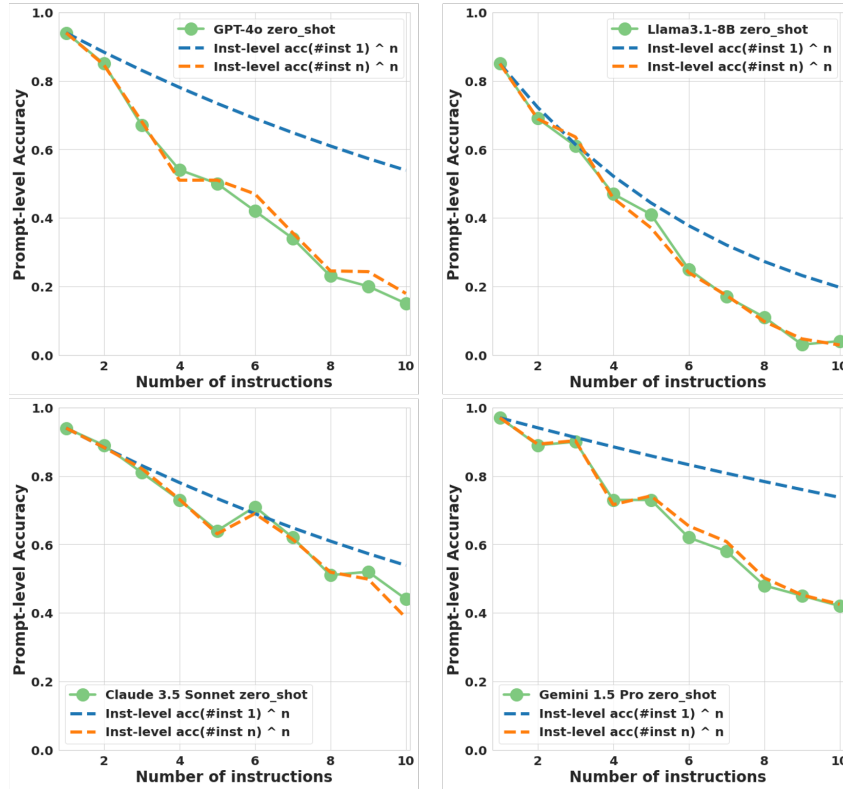 1.0
0.8
0.6
0.4
0.2
0.0
Prompt-level Accuracy
GPT-4o zero_shot
Inst-level acc(#inst 1) ^ n
Inst-level acc(#inst n) ^ n
2 4 6 8 10
Number of instructions
1.0
0.8
0.6
0.4
0.2
0.0
Prompt-level Accuracy
Llama3.1-8B zero_shot
Inst-level acc(#inst 1) ^ n
Inst-level acc(#inst n) ^ n
2 4 6 8 10
Number of instructions
1.0
0.8
0.6
0.4
0.2
0.0
Prompt-level Accuracy
Claude 3.5 Sonnet zero_shot
Inst-level acc(#inst 1) ^ n
Inst-level acc(#inst n) ^ n
2 4 6 8 10
Number of instructions
1.0
0.8
0.6
0.4
0.2
0.0
Prompt-level Accuracy
Gemini 1.5 Pro zero_shot
Inst-level acc(#inst 1) ^ n
Inst-level acc(#inst n) ^ n
2 4 6 8 10
Number of instructions